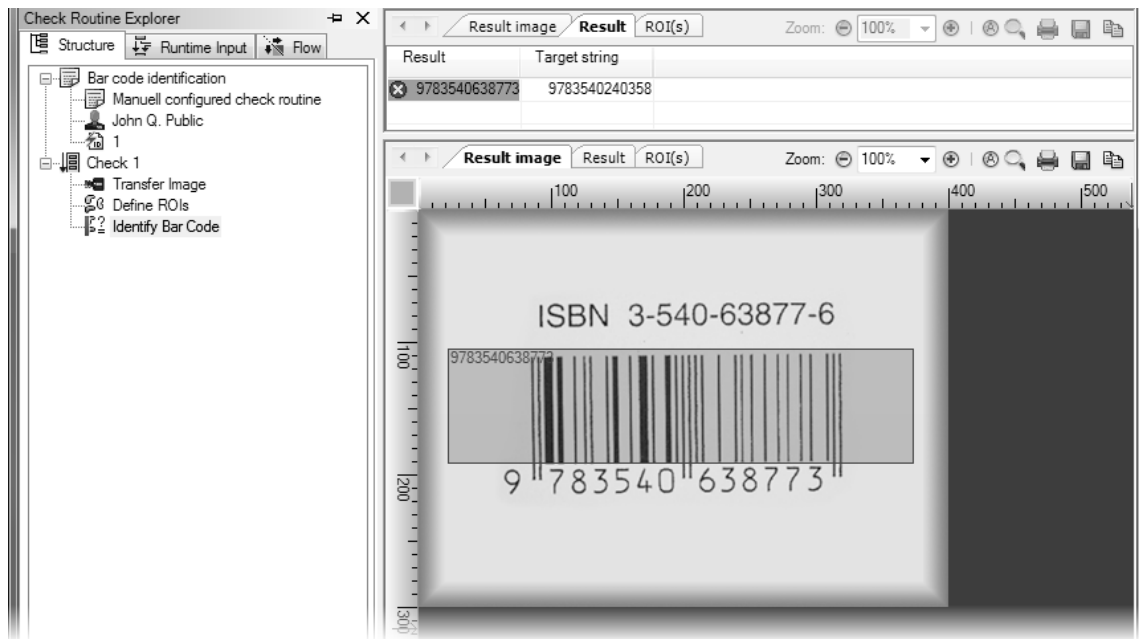 Check Routine Explorer
Structure Runtime Input Flow
Bar code identification
Manuell configured check routine
John Q. Public
1
Check 1
Transfer Image
Define ROIs
Identify Bar Code
Result image Result ROI(s) Zoom: 100%
Result Target string
9783540638773 9783540240358
Result image Result ROI(s) Zoom: 100%
100 200 300 400 500
100
200
300
ISBN 3-540-63877-6
9783540638773
9 783540 638773